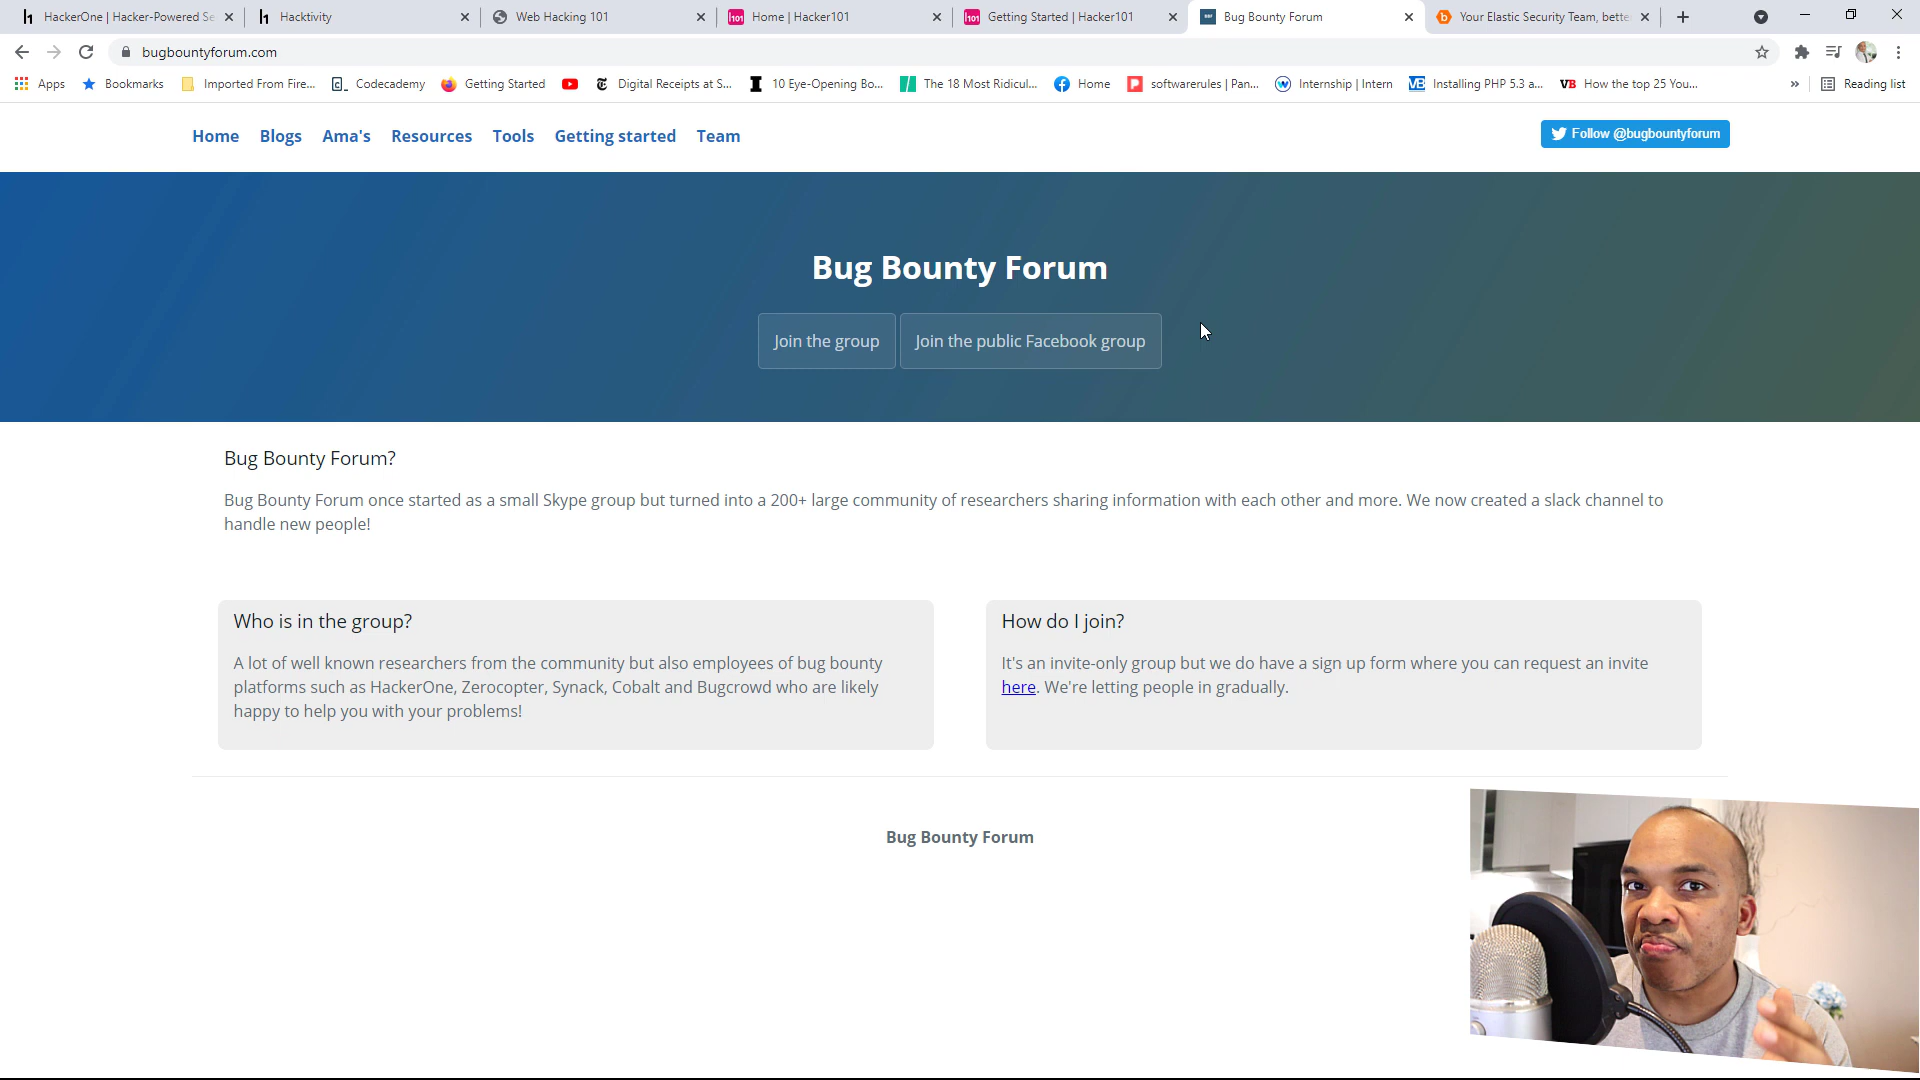 HackerOne | Hacker-Powered Se
Hacktivity
Web Hacking 101
Home | Hacker101
Getting Started | Hacker101
Bug Bounty Forum
Your Elastic Security Team, bette
bugbountyforum.com
Apps
Bookmarks
Imported From Fire...
Codecademy
Getting Started
Digital Receipts at S...
10 Eye-Opening Bo...
The 18 Most Ridicul...
Home
softwarerules | Pan...
Internship | Intern
Installing PHP 5.3 a...
How the top 25 You...
»
Reading list
Home Blogs Ama's Resources Tools Getting started Team
Follow @bugbountyforum
Bug Bounty Forum
Join the group
Join the public Facebook group
Bug Bounty Forum?
Bug Bounty Forum once started as a small Skype group but turned into a 200+ large community of researchers sharing information with each other and more. We now created a slack channel to
handle new people!
Who is in the group?
A lot of well known researchers from the community but also employees of bug bounty
platforms such as HackerOne, Zerocopter, Synack, Cobalt and Bugcrowd who are likely
happy to help you with your problems!
How do I join?
It's an invite-only group but we do have a sign up form where you can request an invite
here. We're letting people in gradually.
Bug Bounty Forum